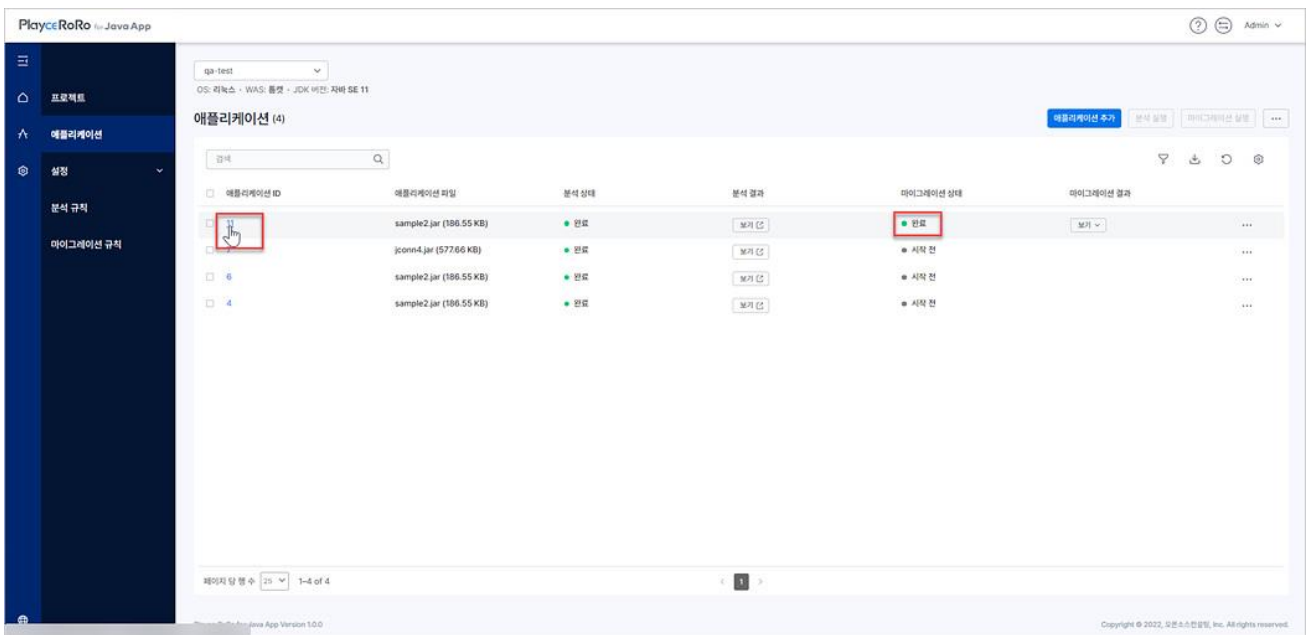 PlayceRoRo for Java App
Admin
qa-test
OS: 리눅스 · WAS: 톰캣 · JDK 버전: 자바 SE 11
프로젝트
애플리케이션
설정
분석 규칙
마이그레이션 규칙
애플리케이션 (4)
애플리케이션 추가 분석 실행 마이그레이션 실행 ...
검색
애플리케이션 ID 애플리케이션 파일 분석 상태 분석 결과 마이그레이션 상태 마이그레이션 결과
11 sample2.jar (186.55 KB) 완료 보기 완료 보기 ...
7 jconn4.jar (577.66 KB) 완료 보기 시작 전 ...
6 sample2.jar (186.55 KB) 완료 보기 시작 전 ...
4 sample2.jar (186.55 KB) 완료 보기 시작 전 ...
페이지 당 행 수 25 1–4 of 4 < 1 >
Playce RoRo for Java App Version 1.0.0
Copyright © 2022, 오픈소스컨설팅, Inc. All rights reserved.